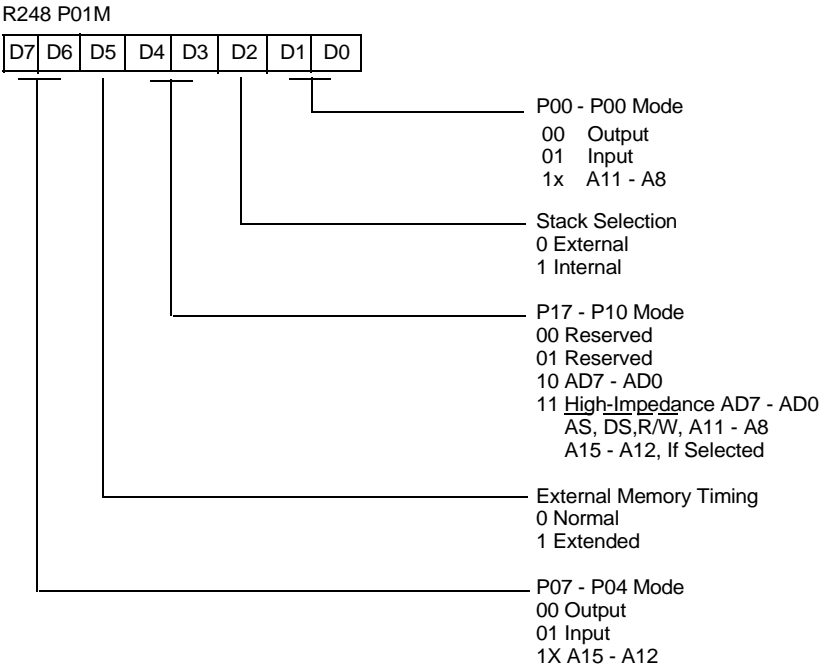 R248 P01M
D7 D6 D5 D4 D3 D2 D1 D0
P00 - P00 Mode
00 Output
01 Input
1x A11 - A8
Stack Selection
0 External
1 Internal
P17 - P10 Mode
00 Reserved
01 Reserved
10 AD7 - AD0
11 High-Impedance AD7 - AD0
AS, DS,R/W, A11 - A8
A15 - A12, If Selected
External Memory Timing
0 Normal
1 Extended
P07 - P04 Mode
00 Output
01 Input
1X A15 - A12